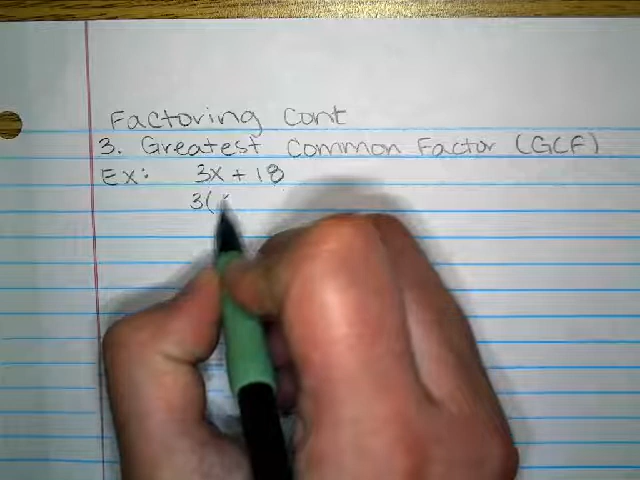 Factoring Cont
3. Greatest Common Factor (GCF)
Ex: 3x + 18
3(